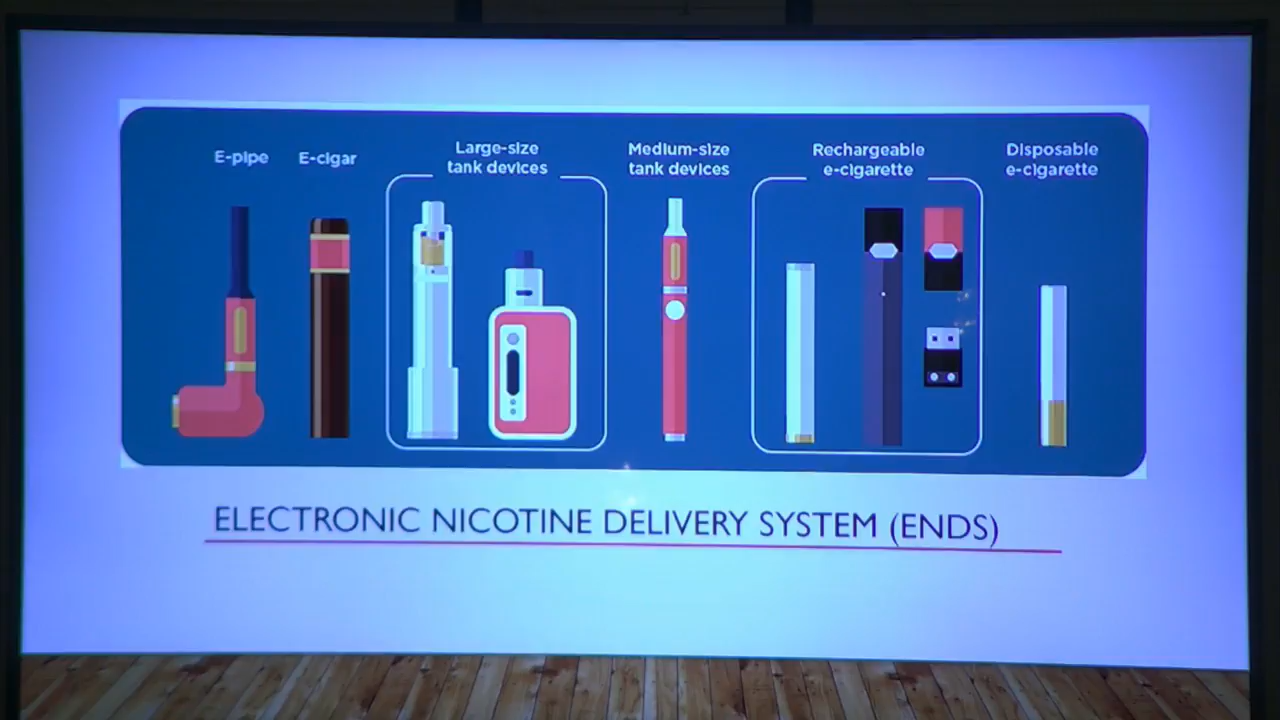 E-pipe
E-cigar
Large-size
tank devices
Medium-size
tank devices
Rechargeable
e-cigarette
Disposable
e-cigarette
ELECTRONIC NICOTINE DELIVERY SYSTEM (ENDS)